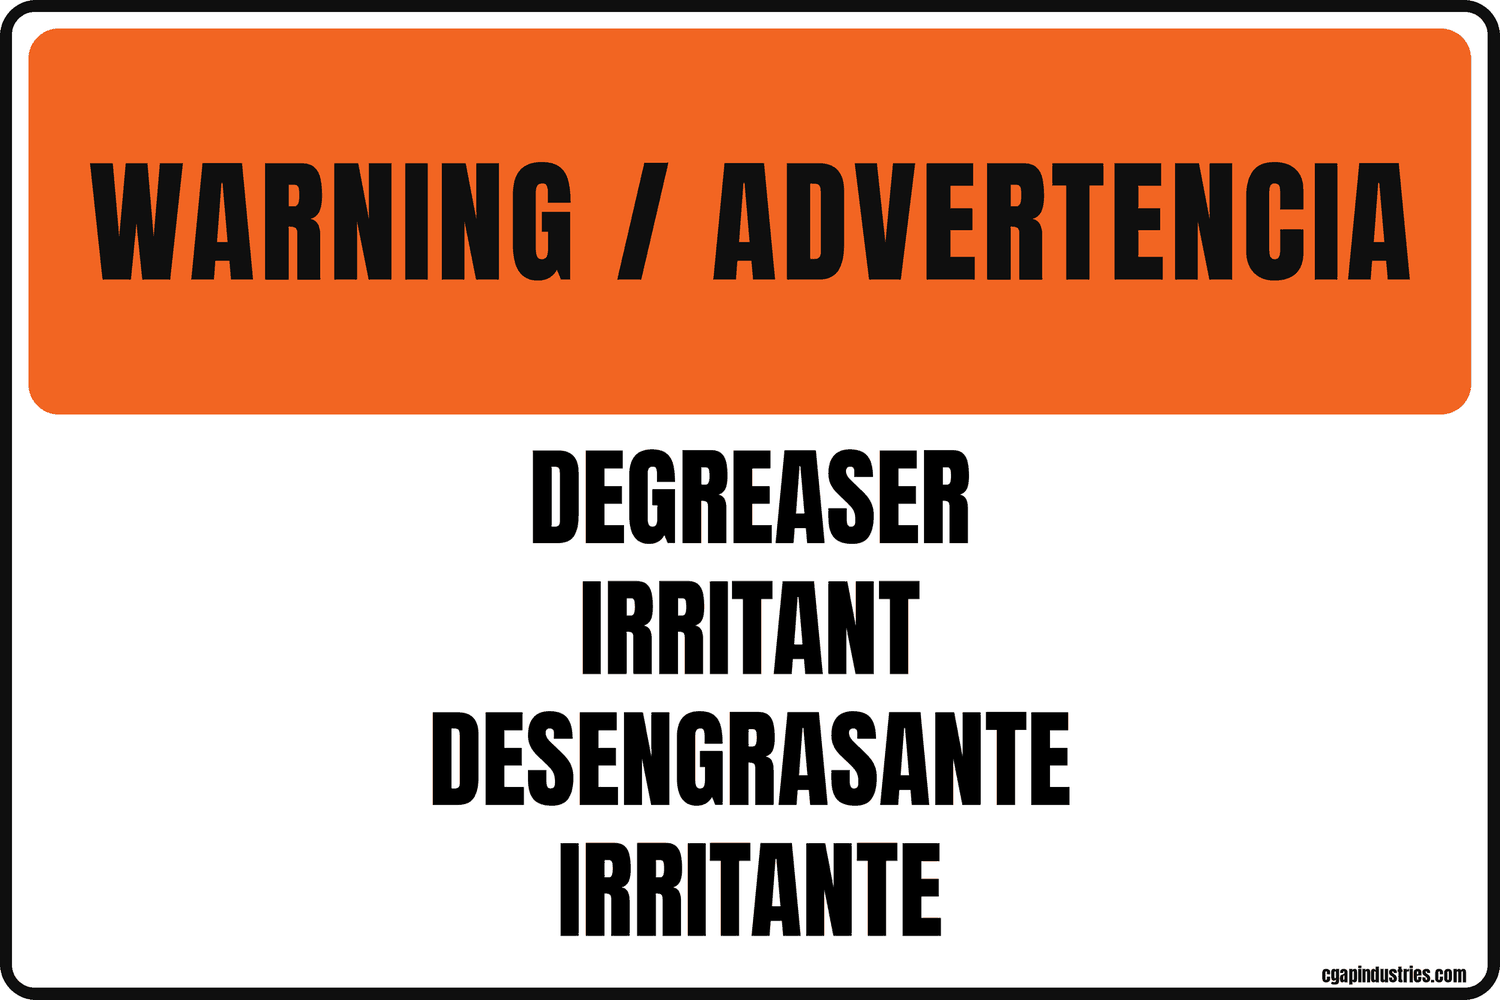 WARNING / ADVERTENCIA
DEGREASER
IRRITANT
DESENGRASANTE
IRRITANTE
cgapindustries.com